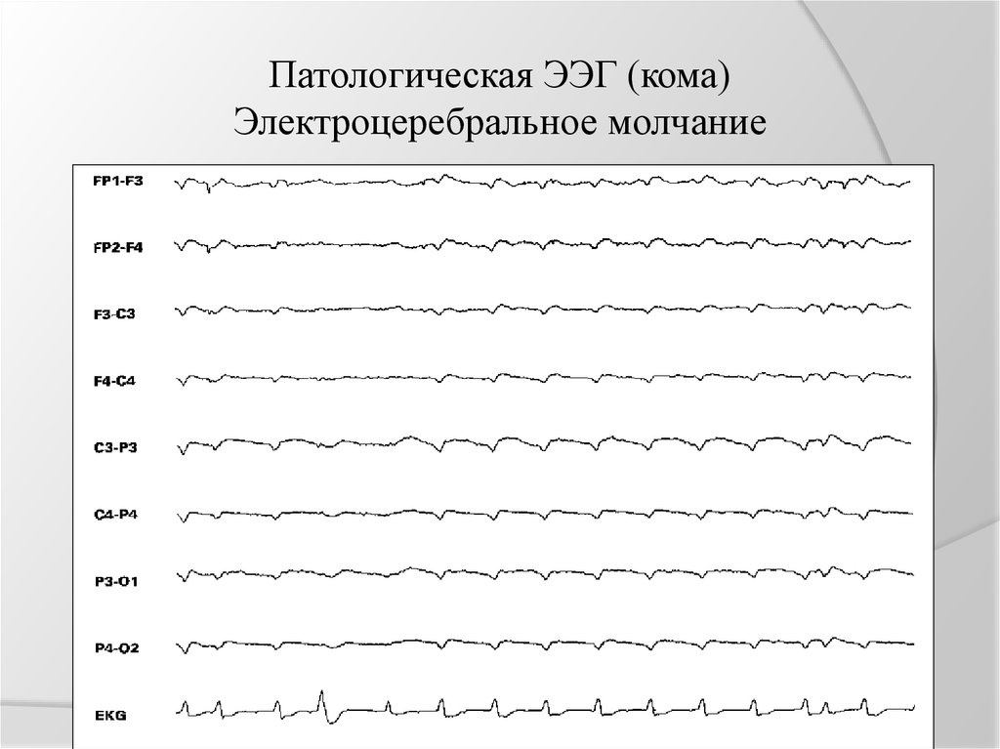 Патологическая ЭЭГ (кома)
Электроцеребральное молчание
FP1-F3
FP2-F4
F3-C3
F4-C4
C3-P3
C4-P4
P3-O1
P4-O2
EKG